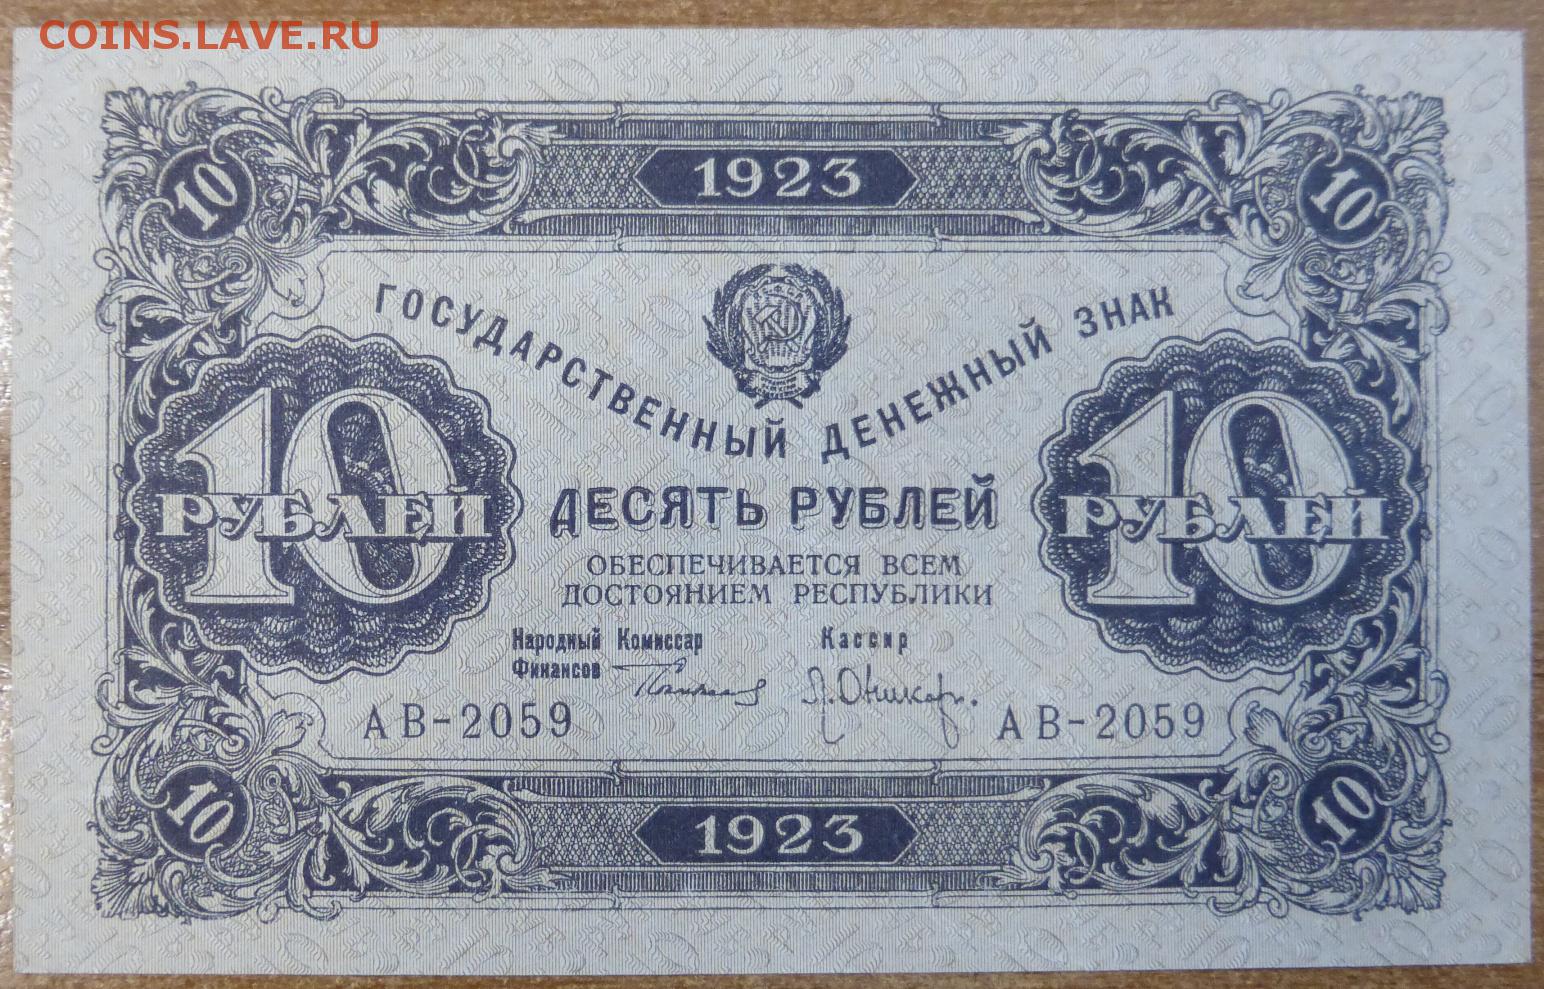 COINS.LAVE.RU
1923
10 10
ГОСУДАРСТВЕННЫЙ ДЕНЕЖНЫЙ ЗНАК
10 10
РУБЛЕЙ ДЕСЯТЬ РУБЛЕЙ РУБЛЕЙ
ОБЕСПЕЧИВАЕТСЯ ВСЕМ
ДОСТОЯНИЕМ РЕСПУБЛИКИ
Народный Комиссар Кассир
Финансов
АВ-2059 АВ-2059
10 10
1923